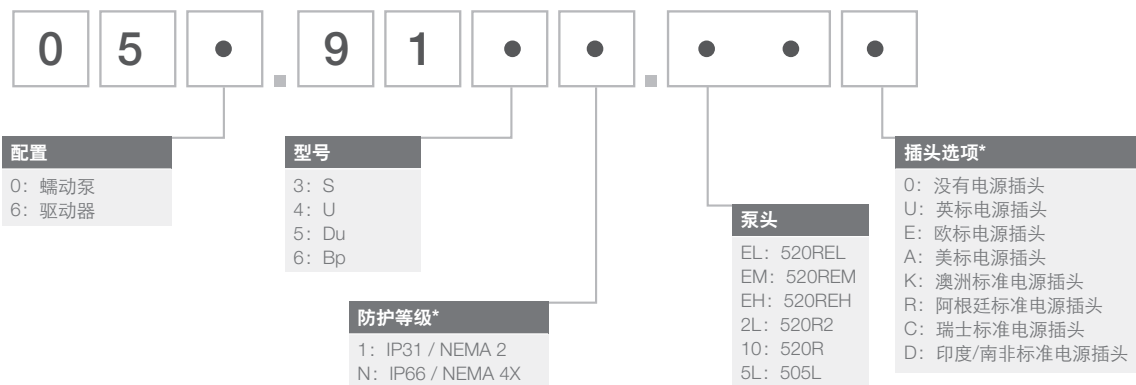 0 5 • . 9 1 • • . • • •
配置
0：蠕动泵
6：驱动器
型号
3：S
4：U
5：Du
6：Bp
防护等级*
1：IP31 / NEMA 2
N：IP66 / NEMA 4X
泵头
EL：520REL
EM：520REM
EH：520REH
2L：520R2
10：520R
5L：505L
插头选项*
0：没有电源插头
U：英标电源插头
E：欧标电源插头
A：美标电源插头
K：澳洲标准电源插头
R：阿根廷标准电源插头
C：瑞士标准电源插头
D：印度/南非标准电源插头